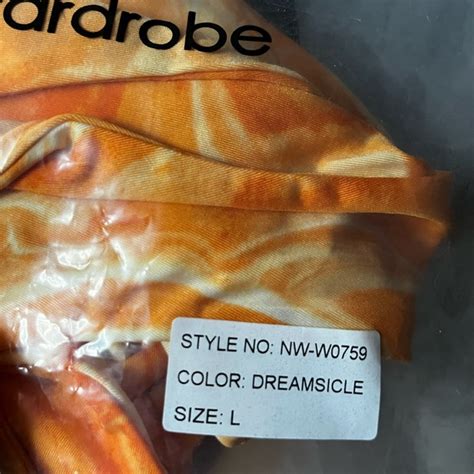 ardrobe
STYLE NO: NW-W0759
COLOR: DREAMSICLE
SIZE: L